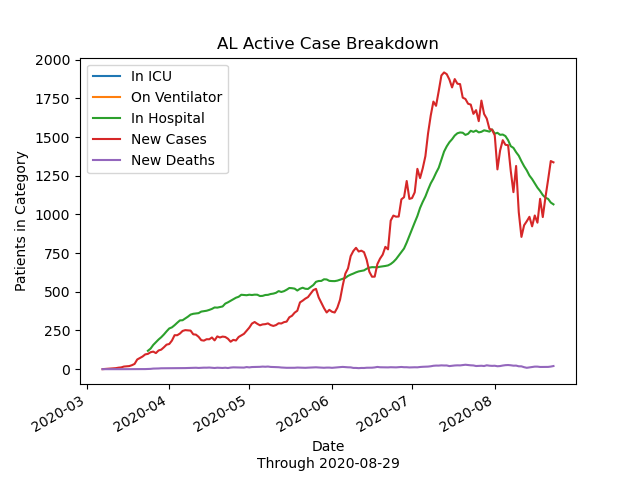 AL Active Case Breakdown
Patients in Category
2000
1750
1500
1250
1000
750
500
250
0
In ICU
On Ventilator
In Hospital
New Cases
New Deaths
2020-03
2020-04
2020-05
2020-06
2020-07
2020-08
Date
Through 2020-08-29